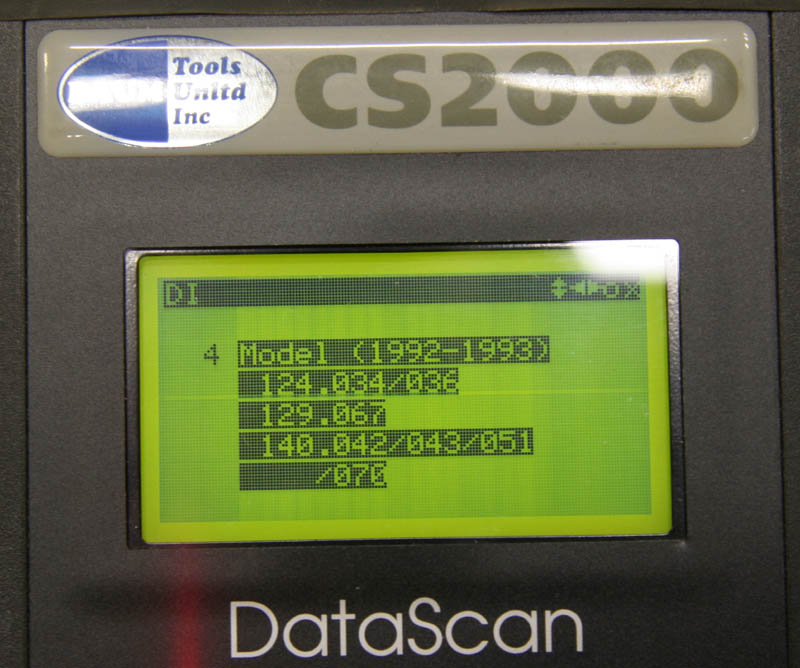 Tools
Unltd
Inc
CS2000
DI
4 Model (1992-1993)
124.034/036
129.067
140.042/043/051
/070
DataScan